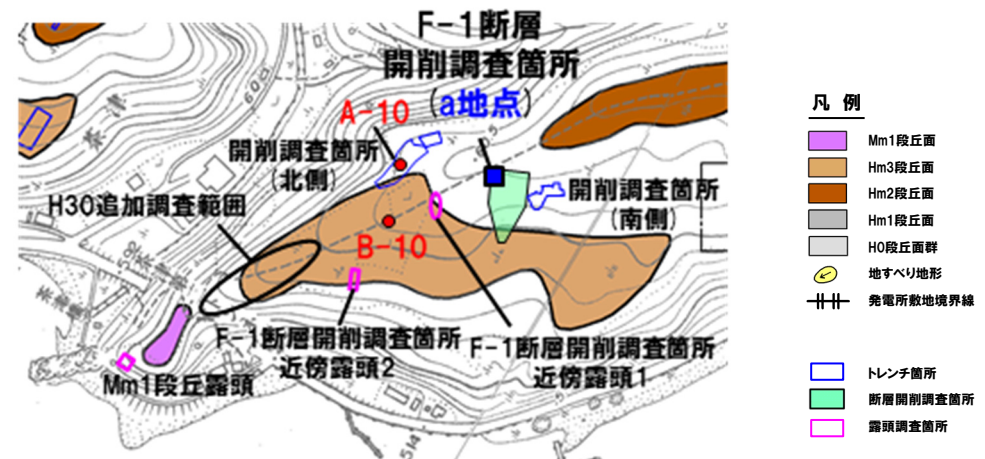 F-1断層
開削調査箇所
(a地点)
A-10
開削調査箇所
(北側)
H30追加調査範囲
B-10
開削調査箇所
(南側)
F-1断層開削調査箇所
近傍露頭2
F-1断層開削調査箇所
近傍露頭1
Mm1段丘露頭
514
凡 例
Mm1段丘面
Hm3段丘面
Hm2段丘面
Hm1段丘面
H0段丘面群
地すべり地形
発電所敷地境界線
トレンチ箇所
断層開削調査箇所
露頭調査箇所